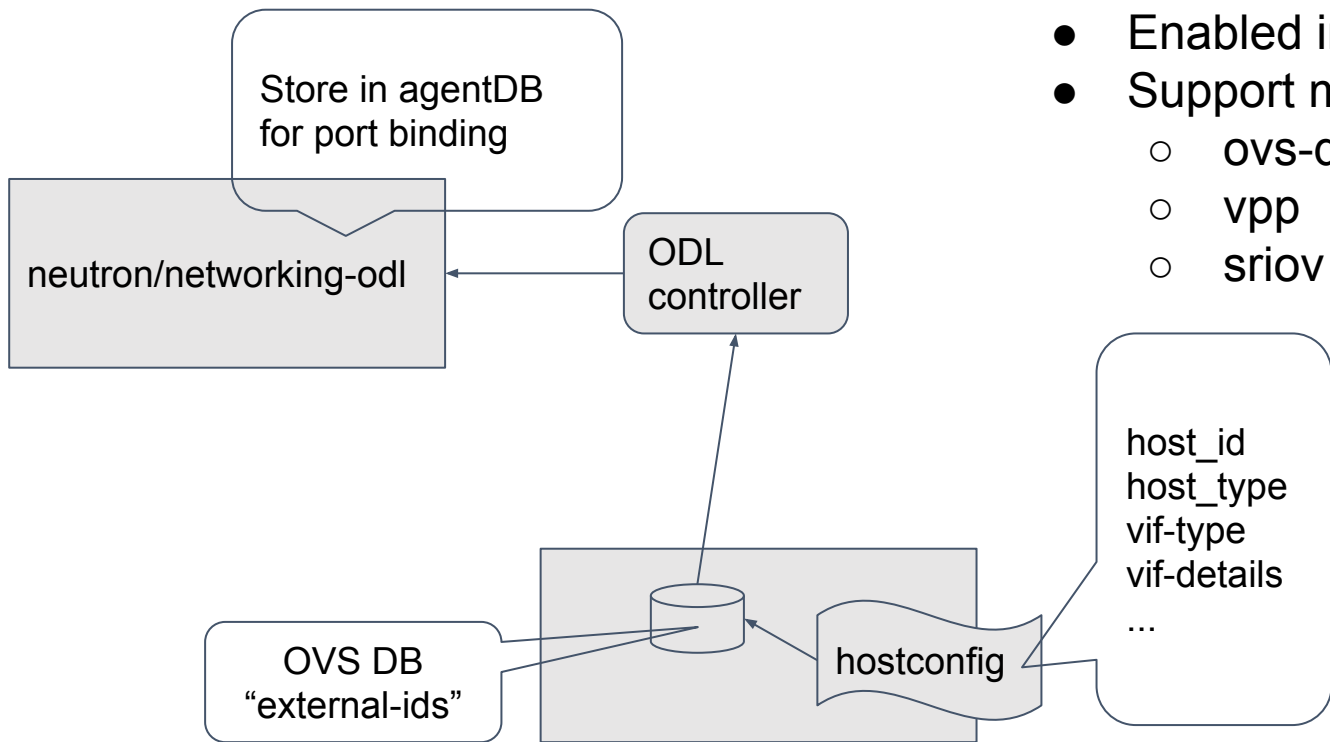 Store in agentDB
for port binding
neutron/networking-odl
ODL
controller
● Enabled
● Support
○
○ vpp
○ sriov
host_id
host_type
vif-type
vif-details
...
OVS DB
“external-ids”
hostconfig